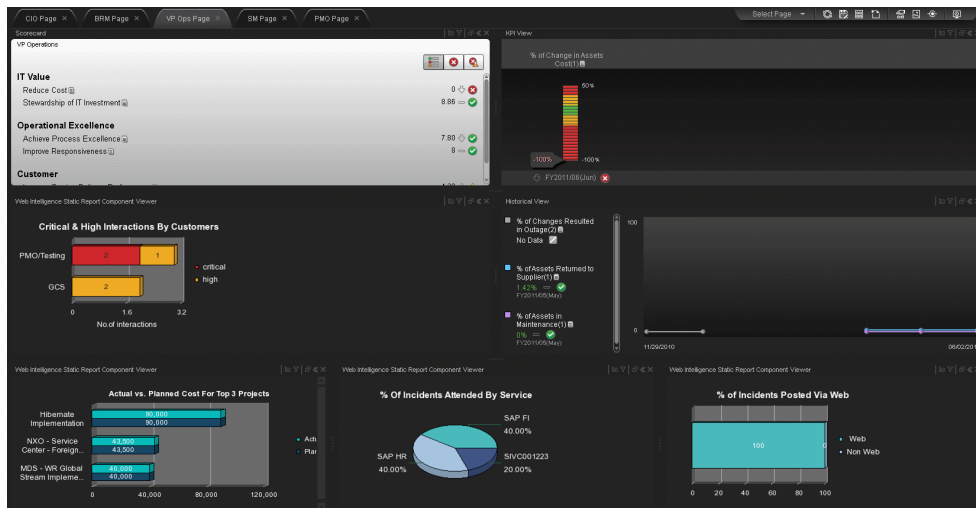 CIO Page
BRM Page
VP Ops Page
SM Page
PMO Page
Select Page
Scorecard
VP Operations
IT Value
Reduce Cost
0
Stewardship of IT Investment
8.86
Operational Excellence
Achieve Process Excellence
7.80
Improve Responsiveness
8
Customer
KPI View
% of Change in Assets
Cost(1)
50%
-100%
-100%
FY2011/06(Jun)
Web Intelligence Static Report Component Viewer
Critical & High Interactions By Customers
PMO/Testing
2
1
GCS
2
critical
high
0
1.6
3.2
No.of interactions
Historical View
% of Changes Resulted
in Outage(2)
No Data
% of Assets Returned to
Supplier(1)
1.42%
FY2011/05(May)
% of Assets in
Maintenance(1)
0%
FY2011/05(May)
100
0
11/29/2010
Web Intelligence Static Report Component Viewer
Actual vs. Planned Cost For Top 3 Projects
Hibernate
Implementation
90,000
90,000
NXO - Service
Center - Foreign...
43,500
43,500
MDS - WR Global
Stream Impleme...
40,000
40,000
Actu
Plan
0
40,000
80,000
120,000
Web Intelligence Static Report Component Viewer
% Of Incidents Attended By Service
SAP FI
40.00%
SAP HR
40.00%
SIVC001223
20.00%
Web Intelligence Static Report Component Viewer
% of Incidents Posted Via Web
100
0
Web
Non Web
0
20
40
60
80
100